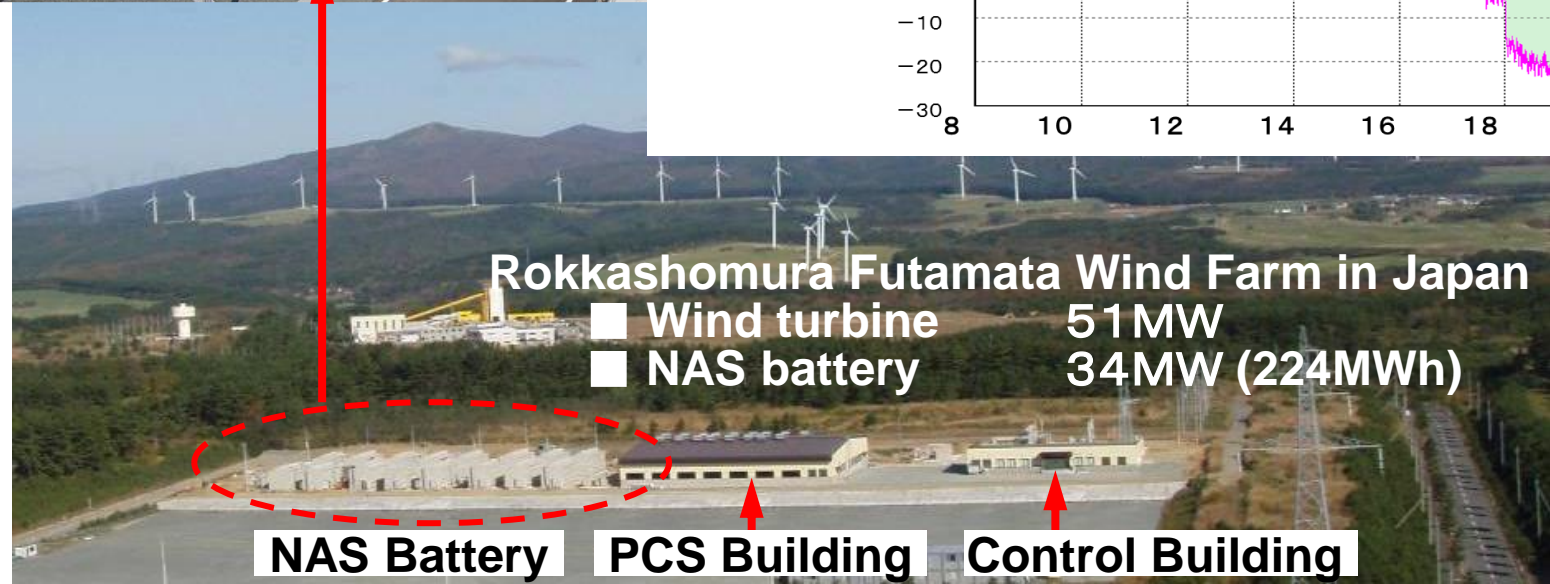 −10
−20
−30
8 10 12 14 16 18
Rokkashomura Futamata Wind Farm in Japan
■ Wind turbine 51MW
■ NAS battery 34MW (224MWh)
NAS Battery PCS Building Control Building